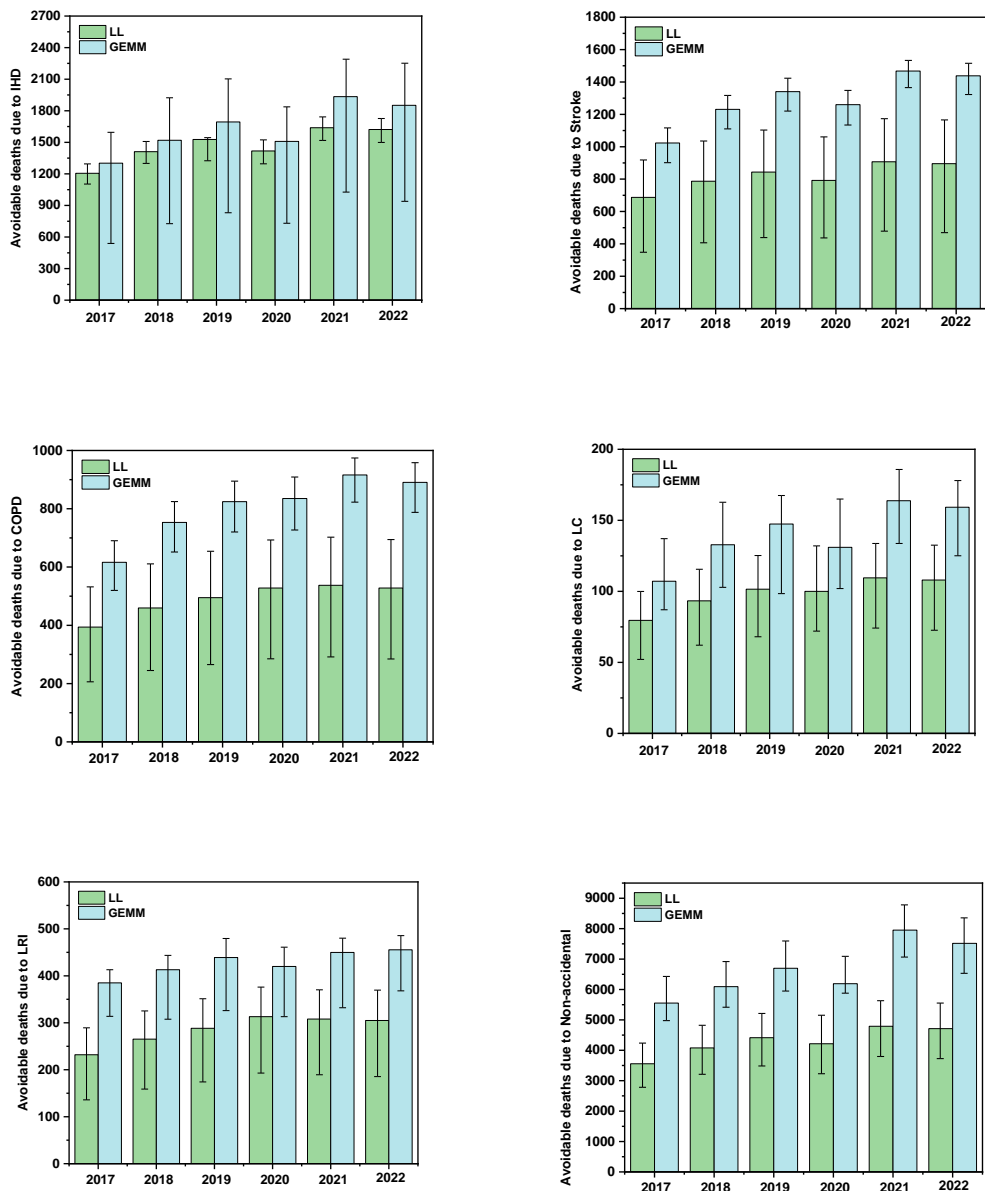 2700
2400
2100
1800
1500
1200
900
600
300
0
Avoidable deaths due to IHD
LL
GEMM
2017 2018 2019 2020 2021 2022
1800
1600
1400
1200
1000
800
600
400
200
0
Avoidable deaths due to Stroke
LL
GEMM
2017 2018 2019 2020 2021 2022
1000
800
600
400
200
0
Avoidable deaths due to COPD
LL
GEMM
2017 2018 2019 2020 2021 2022
200
150
100
50
0
Avoidable deaths due to LC
LL
GEMM
2017 2018 2019 2020 2021 2022
600
500
400
300
200
100
0
Avoidable deaths due to LRI
LL
GEMM
2017 2018 2019 2020 2021 2022
9000
8000
7000
6000
5000
4000
3000
2000
1000
0
Avoidable deaths due to Non-accidental
LL
GEMM
2017 2018 2019 2020 2021 2022